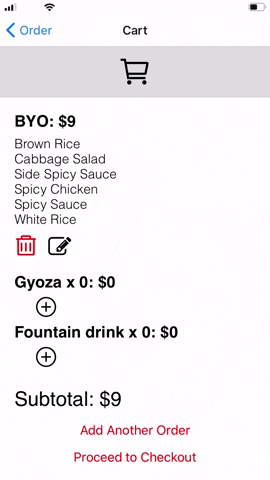 Order
Cart
BYO: $9
Brown Rice
Cabbage Salad
Side Spicy Sauce
Spicy Chicken
Spicy Sauce
White Rice
Gyoza x 0: $0
Fountain drink x 0: $0
Subtotal: $9
Add Another Order
Proceed to Checkout